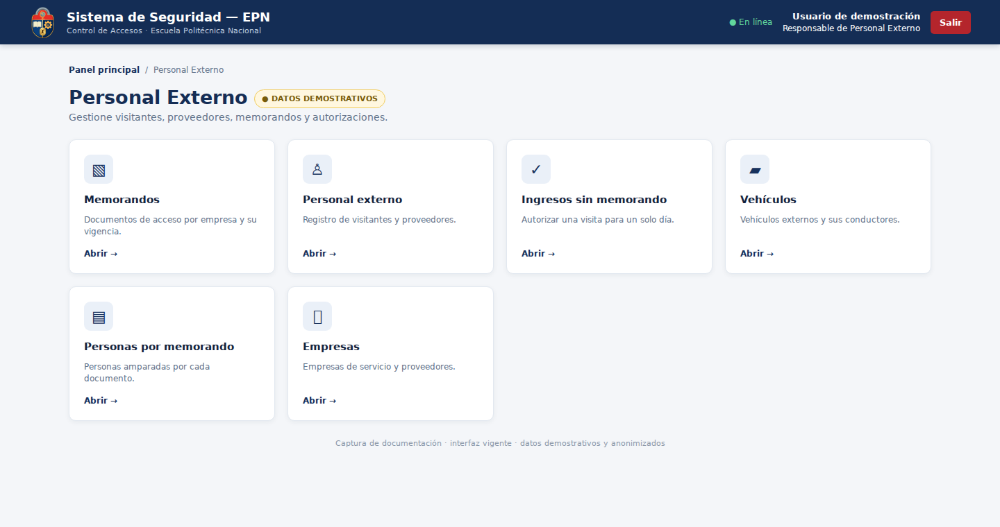 Sistema de Seguridad — EPN
Control de Accesos · Escuela Politécnica Nacional
● En línea
Usuario de demostración
Responsable de Personal Externo
Salir
Panel principal / Personal Externo
Personal Externo
● DATOS DEMOSTRATIVOS
Gestione visitantes, proveedores, memorandos y autorizaciones.
Memorandos
Documentos de acceso por empresa y su
vigencia.
Abrir →
Personal externo
Registro de visitantes y proveedores.
Abrir →
Ingresos sin memorando
Autorizar una visita para un solo día.
Abrir →
Vehículos
Vehículos externos y sus conductores.
Abrir →
Personas por memorando
Personas amparadas por cada
documento.
Abrir →
Empresas
Empresas de servicio y proveedores.
Abrir →
Captura de documentación · interfaz vigente · datos demostrativos y anonimizados